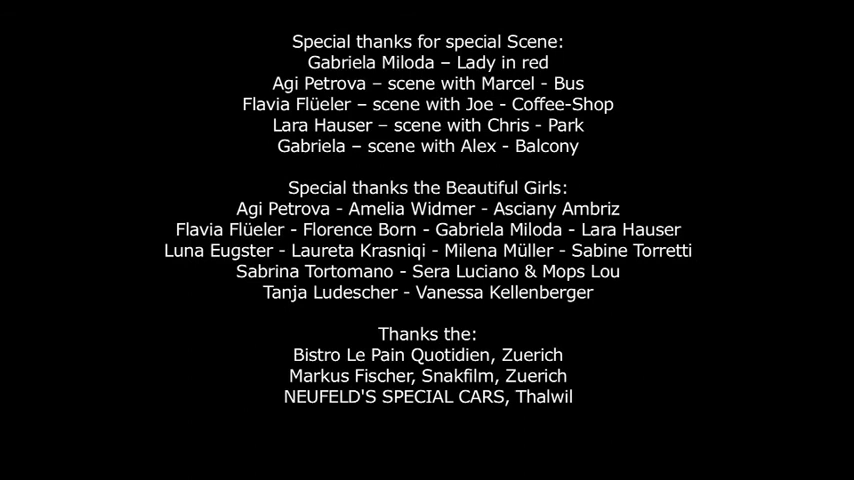 Special thanks for special Scene:
Gabriela Miloda – Lady in red
Agi Petrova – scene with Marcel - Bus
Flavia Flüeler – scene with Joe - Coffee-Shop
Lara Hauser – scene with Chris - Park
Gabriela – scene with Alex - Balcony
Special thanks the Beautiful Girls:
Agi Petrova - Amelia Widmer - Asciany Ambriz
Flavia Flüeler - Florence Born - Gabriela Miloda - Lara Hauser
Luna Eugster - Laureta Krasniqi - Milena Müller - Sabine Torretti
Sabrina Tortomano - Sera Luciano & Mops Lou
Tanja Ludescher - Vanessa Kellenberger
Thanks the:
Bistro Le Pain Quotidien, Zuerich
Markus Fischer, Snakfilm, Zuerich
NEUFELD'S SPECIAL CARS, Thalwil